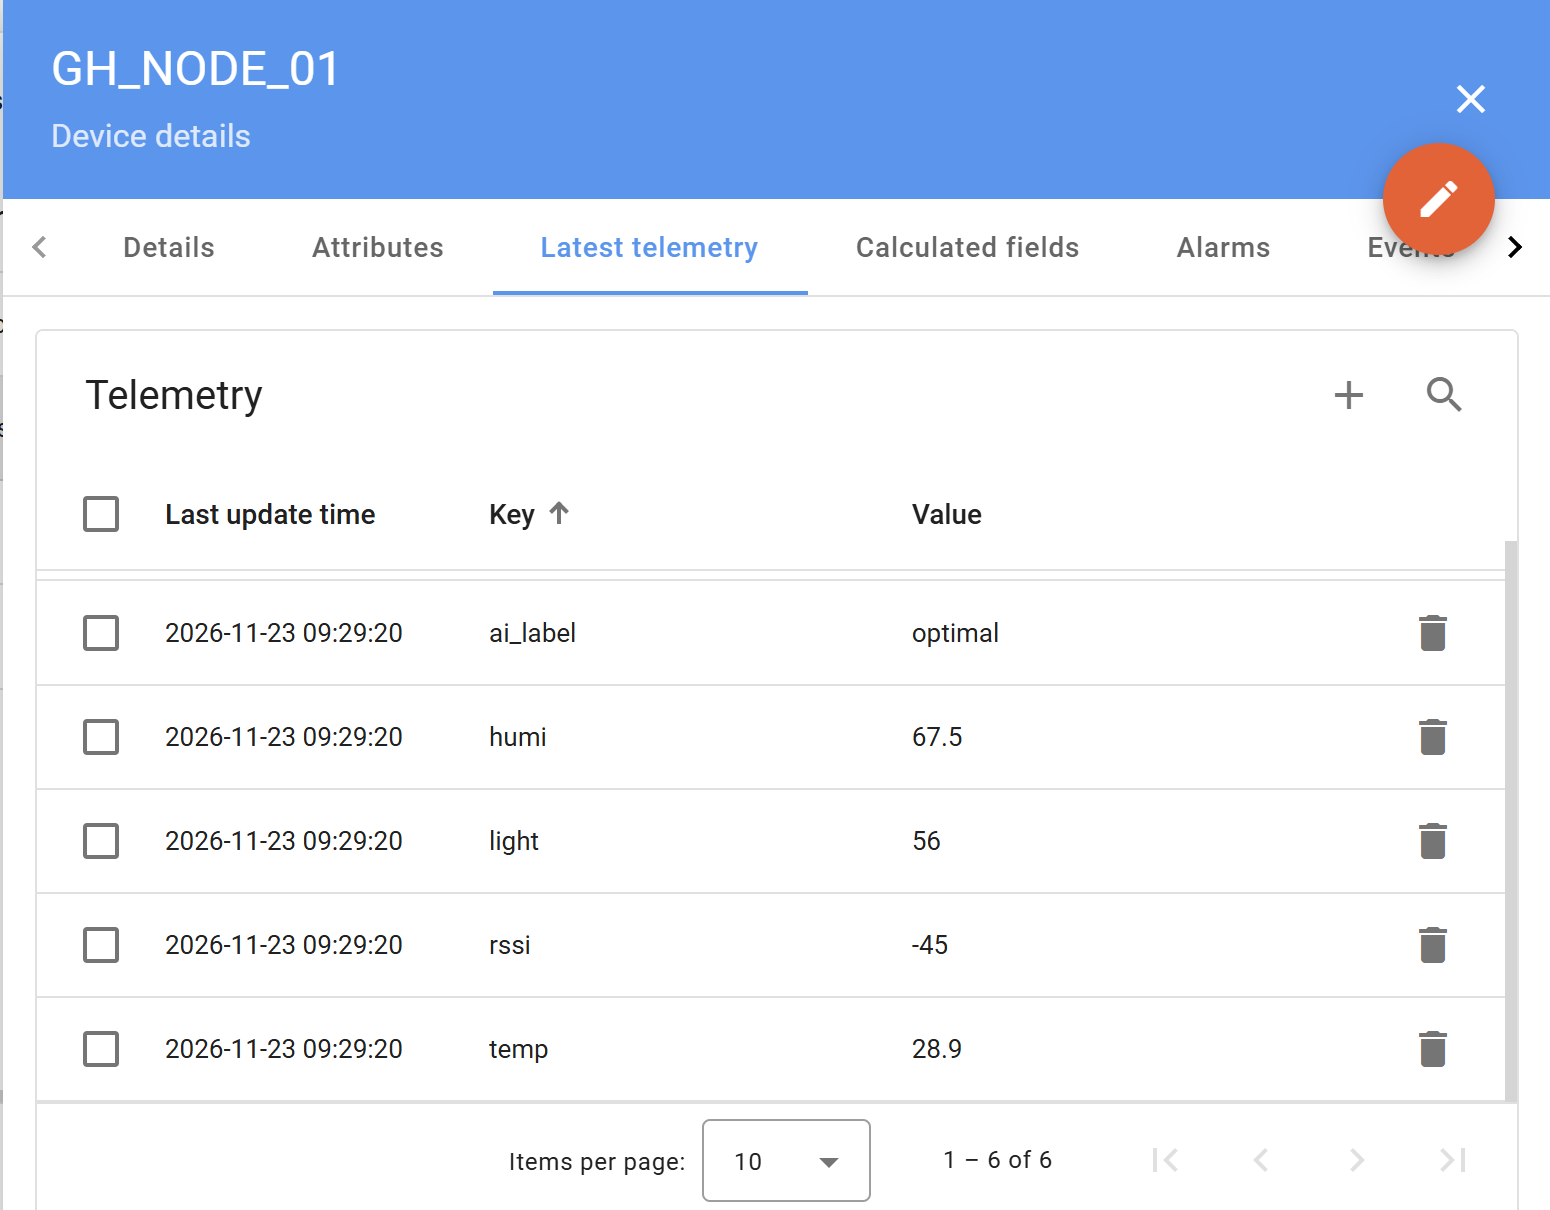 GH_NODE_01
Device details
Details Attributes Latest telemetry Calculated fields Alarms Events
Telemetry
Last update time Key Value
2026-11-23 09:29:20 ai_label optimal
2026-11-23 09:29:20 humi 67.5
2026-11-23 09:29:20 light 56
2026-11-23 09:29:20 rssi -45
2026-11-23 09:29:20 temp 28.9
Items per page: 10 1 – 6 of 6